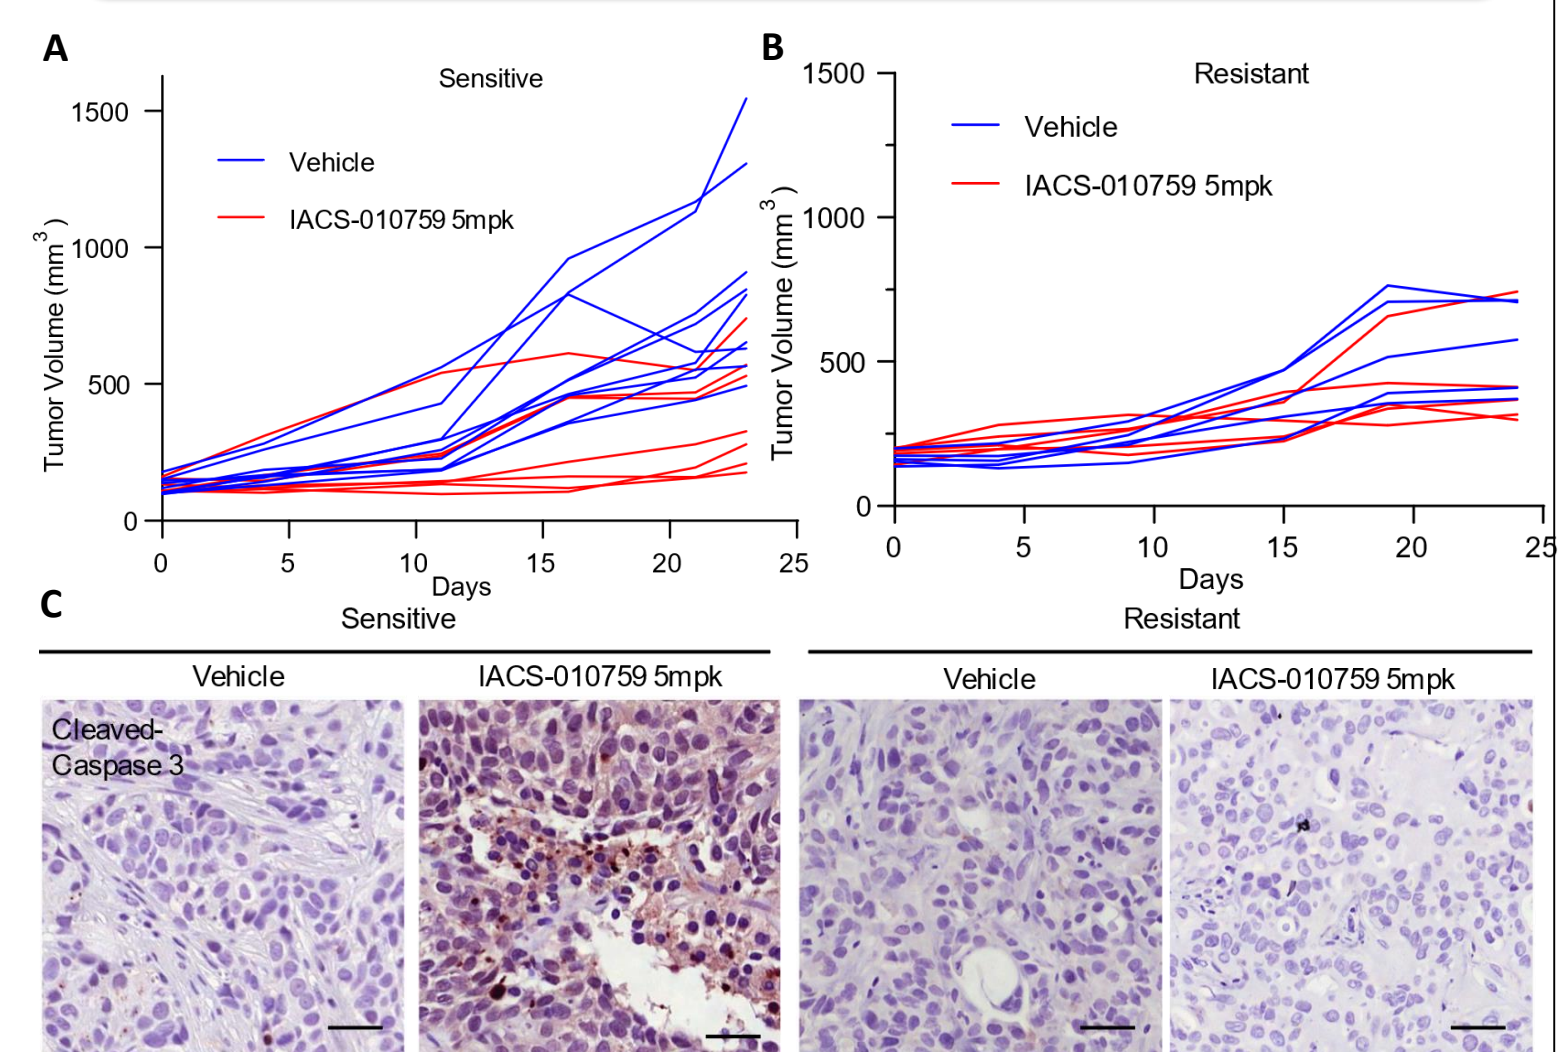 A
Sensitive
1500
1000
500
0
Vehicle
IACS-010759 5mpk
Tumor Volume (mm3)
0 5 10 15 20 25
Days
B
Resistant
1500
1000
500
0
Vehicle
IACS-010759 5mpk
Tumor Volume (mm3)
0 5 10 15 20 25
Days
C
Sensitive
Resistant
Vehicle
IACS-010759 5mpk
Vehicle
IACS-010759 5mpk
Cleaved-
Gaspase 3